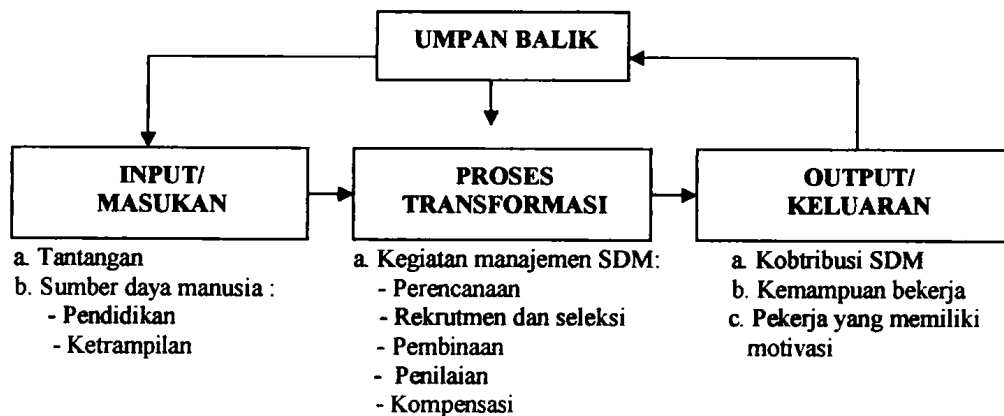 UMPAN BALIK
INPUT/
MASUKAN
a. Tantangan
b. Sumber daya manusia :
- Pendidikan
- Ketrampilan
PROSES
TRANSFORMASI
a. Kegiatan manajemen SDM:
- Perencanaan
- Rekrutmen dan seleksi
- Pembinaan
- Penilaian
- Kompensasi
OUTPUT/
KELUARAN
a. Kobtribusi SDM
b. Kemampuan bekerja
c. Pekerja yang memiliki
motivasi